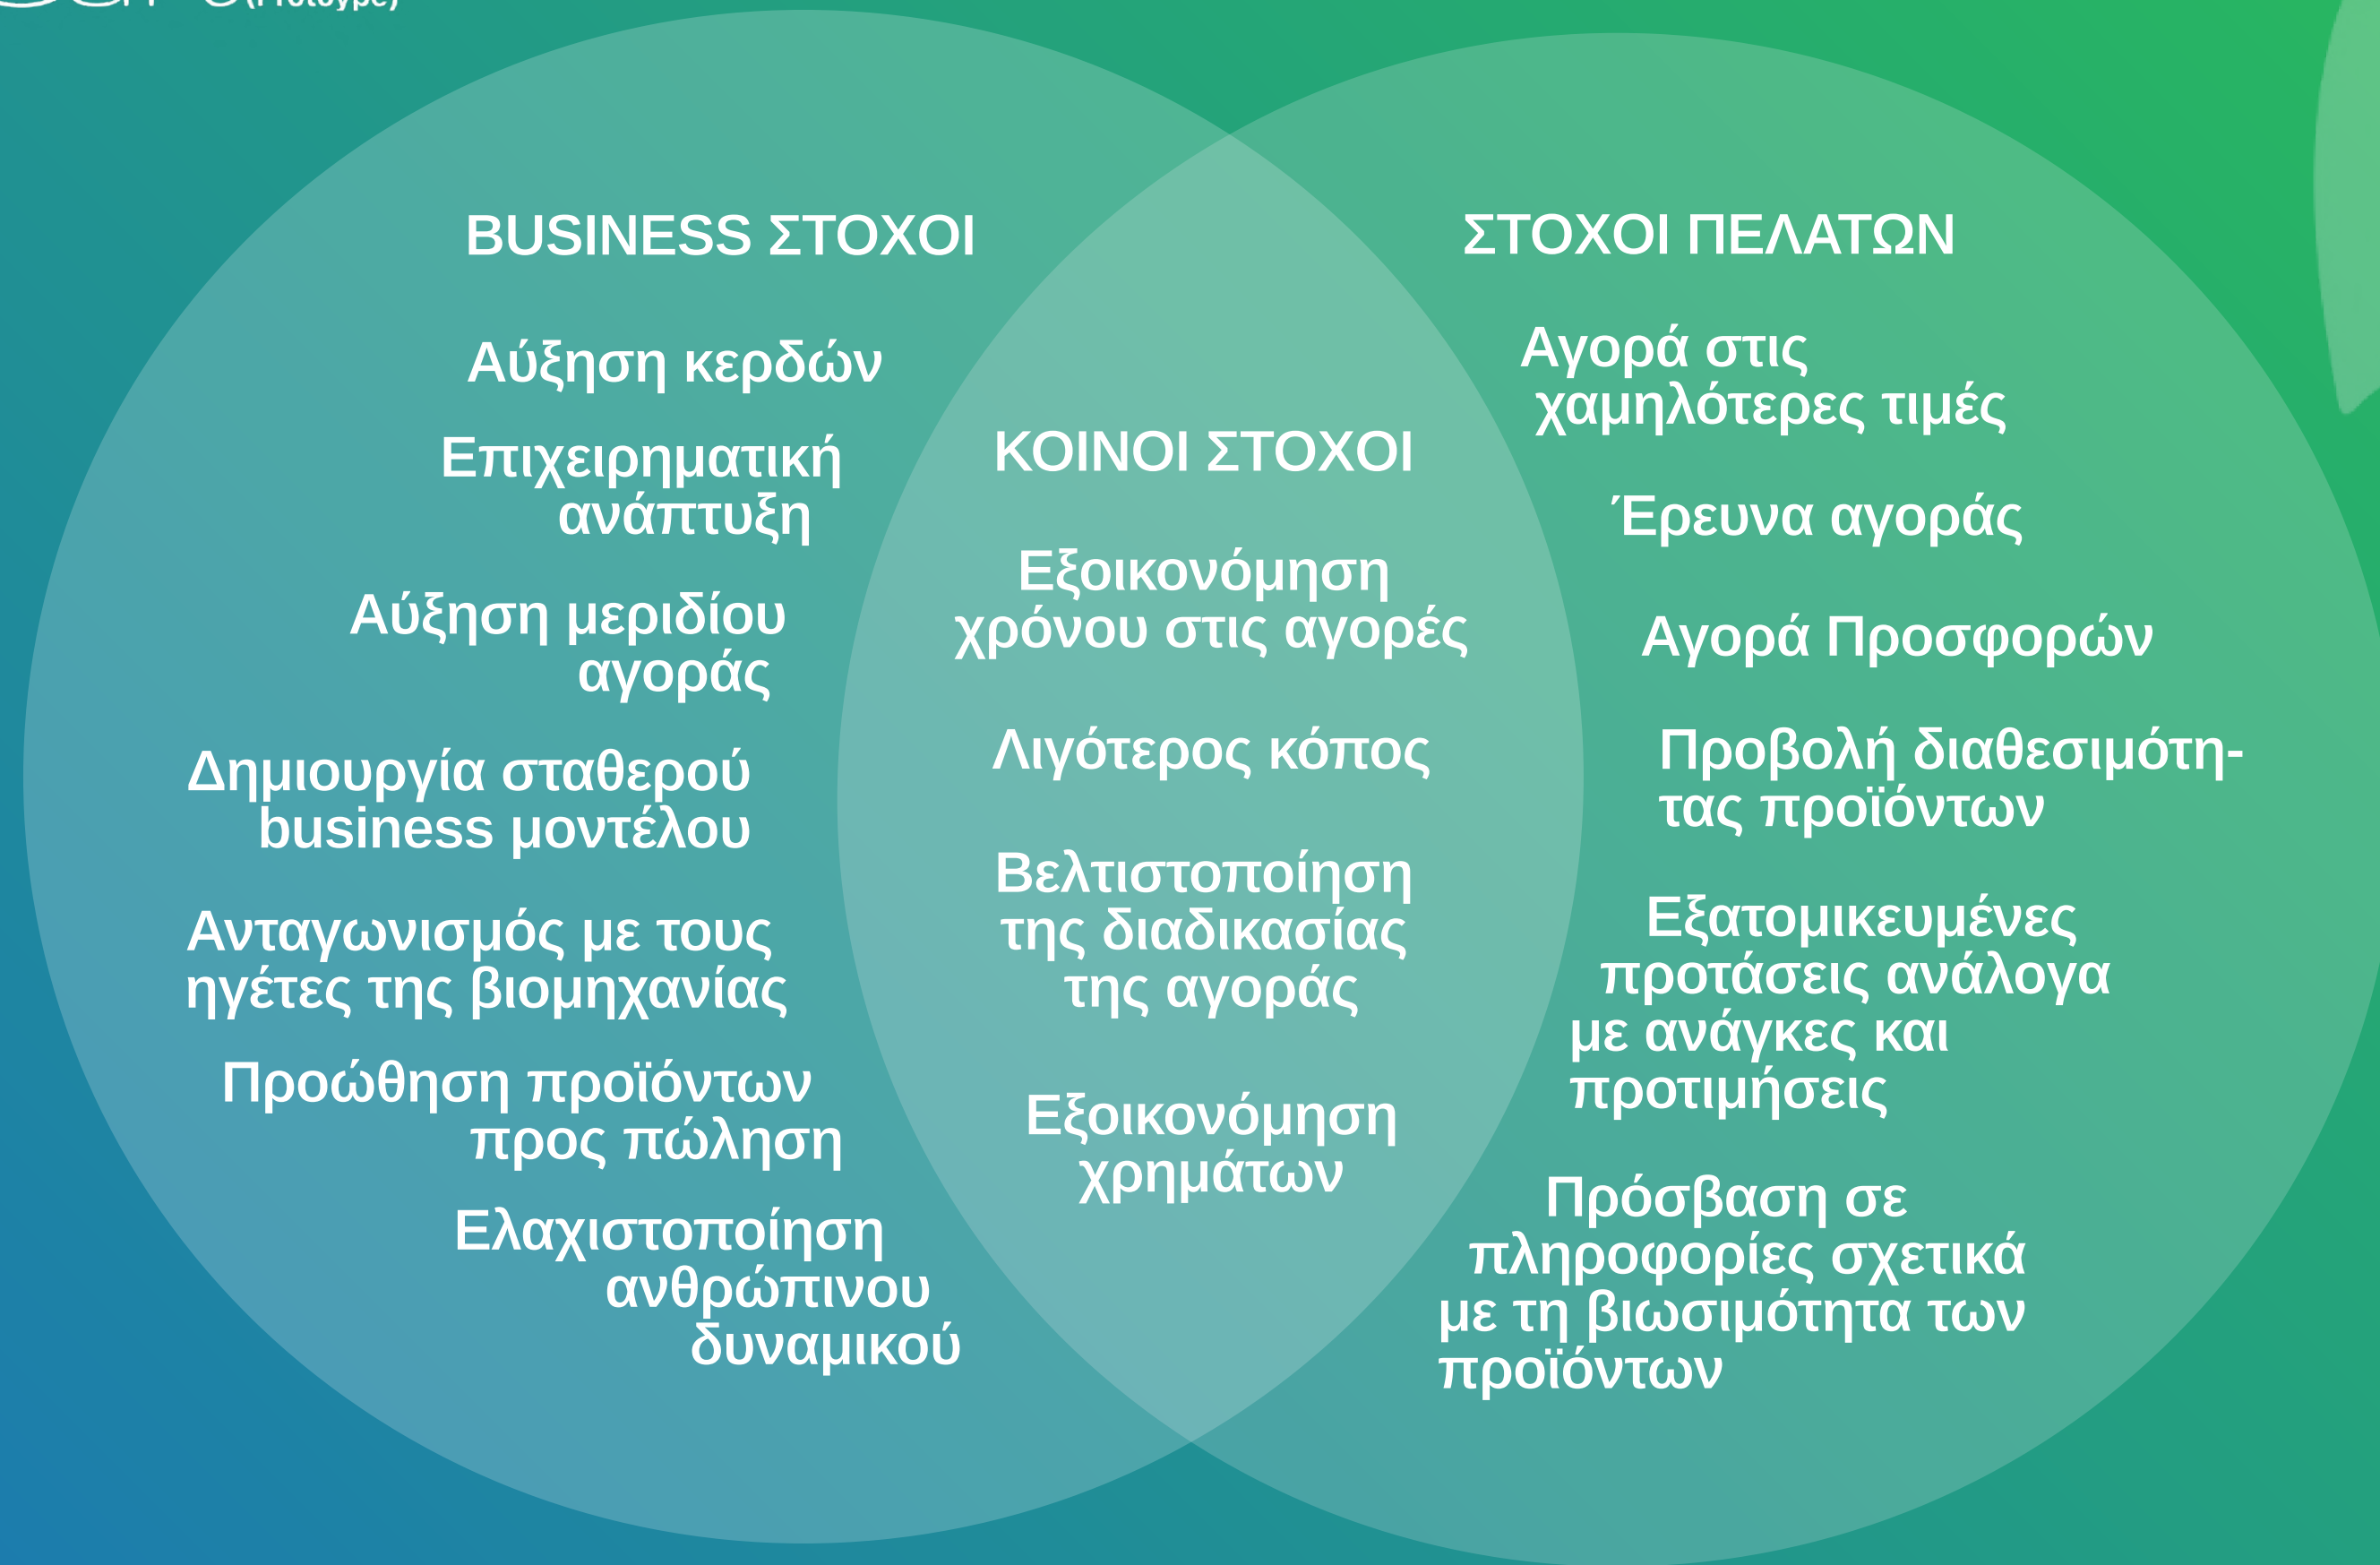 (Prototype)
BUSINESS ΣΤΟΧΟΙ
Αύξηση κερδών
Επιχειρηματική
ανάπτυξη
Αύξηση μεριδίου
αγοράς
Δημιουργία σταθερού
business μοντέλου
Ανταγωνισμός με τους
ηγέτες της βιομηχανίας
Προώθηση προϊόντων
προς πώληση
Ελαχιστοποίηση
ανθρώπινου
δυναμικού
ΚΟΙΝΟΙ ΣΤΟΧΟΙ
Εξοικονόμηση
χρόνου στις αγορές
Λιγότερος κόπος
Βελτιστοποίηση
της διαδικασίας
της αγοράς
Εξοικονόμηση
χρημάτων
ΣΤΟΧΟΙ ΠΕΛΑΤΩΝ
Αγορά στις
χαμηλότερες τιμές
Έρευνα αγοράς
Αγορά Προσφορών
Προβολή διαθεσιμότη-
τας προϊόντων
Εξατομικευμένες
προτάσεις ανάλογα
με ανάγκες και
προτιμήσεις
Πρόσβαση σε
πληροφορίες σχετικά
με τη βιωσιμότητα των
προϊόντων